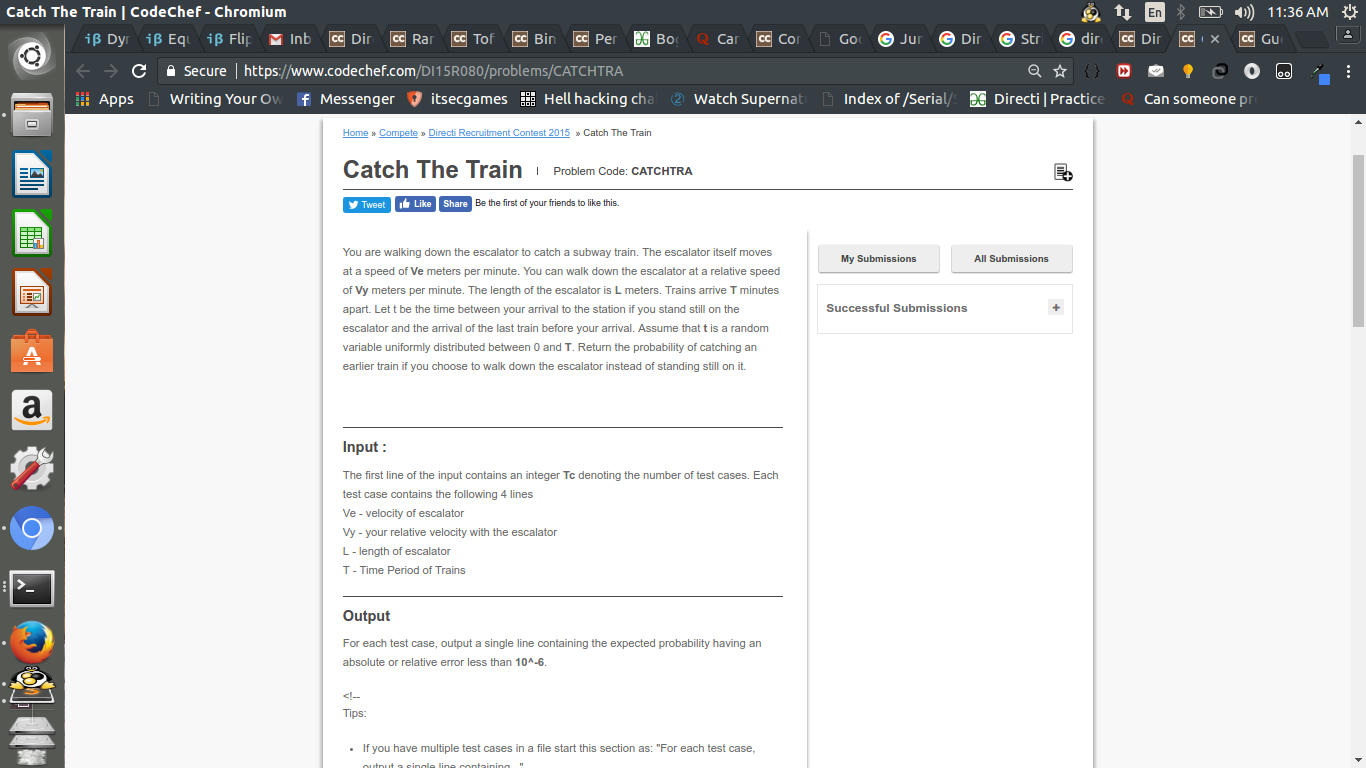 Catch The Train | CodeChef - Chromium
En
11:36 AM
iβ Dyr
iβ Equ
iβ Flip
Inb
CC Dir
CC Rar
CC Tof
CC Bin
CC Per
Bog
Q Car
CC Cor
Goo
G Jur
G Dir
G Str
G dire
CC Dir
CC
CC Gu
Secure | https://www.codechef.com/DI15R080/problems/CATCHTRA
Apps
Writing Your Ow
Messenger
itsecgames
Hell hacking cha
Watch Supernat
Index of /Serial/S
Directi | Practice
Can someone pr
Home » Compete » Directi Recruitment Contest 2015 » Catch The Train
Catch The Train | Problem Code: CATCHTRA
Tweet Like Share Be the first of your friends to like this.
You are walking down the escalator to catch a subway train. The escalator itself moves
at a speed of Ve meters per minute. You can walk down the escalator at a relative speed
of Vy meters per minute. The length of the escalator is L meters. Trains arrive T minutes
apart. Let t be the time between your arrival to the station if you stand still on the
escalator and the arrival of the last train before your arrival. Assume that t is a random
variable uniformly distributed between 0 and T. Return the probability of catching an
earlier train if you choose to walk down the escalator instead of standing still on it.
My Submissions
All Submissions
Successful Submissions +
Input :
The first line of the input contains an integer Tc denoting the number of test cases. Each
test case contains the following 4 lines
Ve - velocity of escalator
Vy - your relative velocity with the escalator
L - length of escalator
T - Time Period of Trains
Output
For each test case, output a single line containing the expected probability having an
absolute or relative error less than 10^-6.
<!--
Tips:
• If you have multiple test cases in a file start this section as: "For each test case,
output a single line containing..."